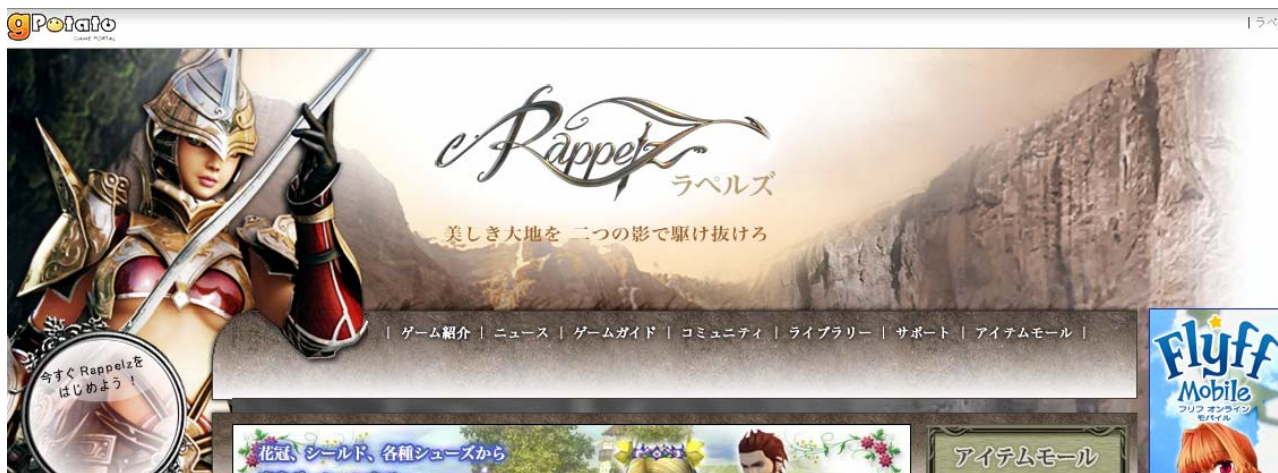 gPotato
GAME PORTAL
| ラペ
Rappelz
ラペルズ
美しき大地を 二つの影で駆け抜けろ
| ゲーム紹介 | ニュース | ゲームガイド | コミュニティ | ライブラリー | サポート | アイテムモール |
今すぐ Rappelzを
はじめよう !
Flyff
Mobile
フリフ オンライン
モバイル
花冠、シールド、各種シューズから
アイテムモール